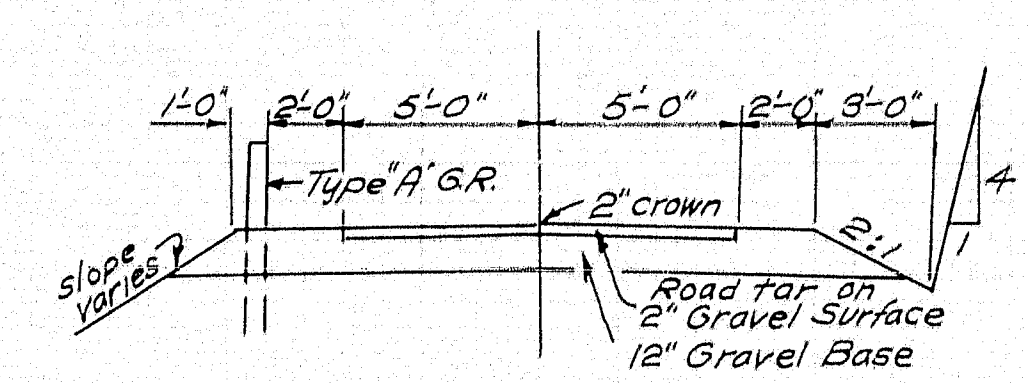 1'-0" 2'-0" 5'-0" 5'-0" 2'-0" 3'-0"
Type "A" G.R.
4
2" crown
1
2:1
slope
varies
Road tar on
2" Gravel Surface
12" Gravel Base